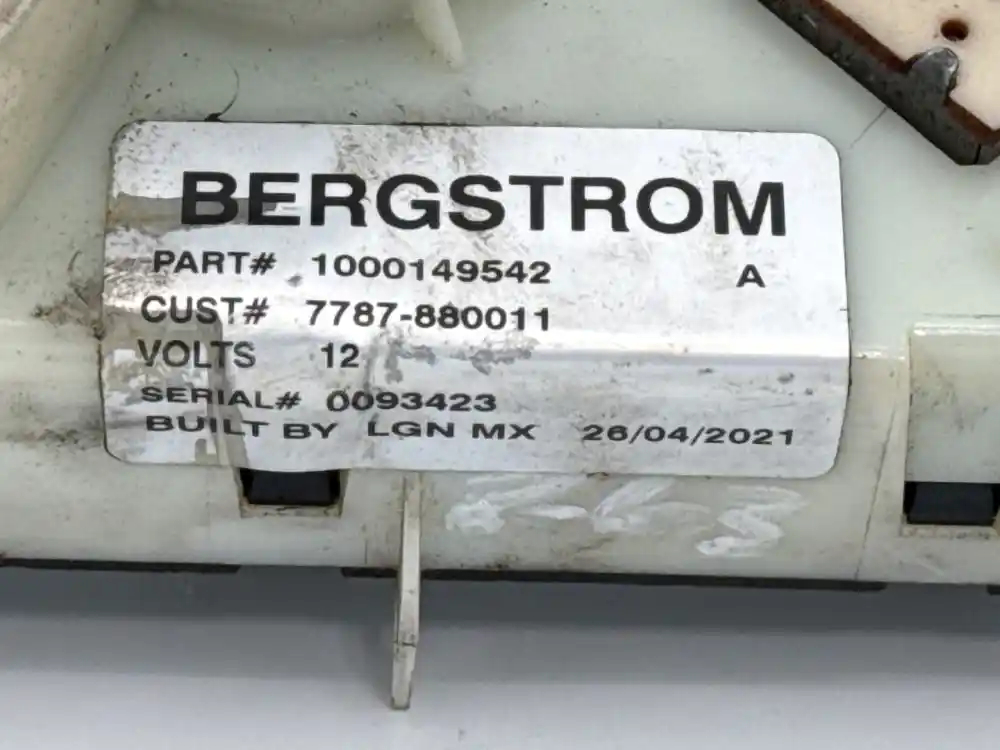 BERGSTROM
PART# 1000149542 A
CUST# 7787-880011
VOLTS 12
SERIAL# 0093423
BUILT BY LGN MX 26/04/2021